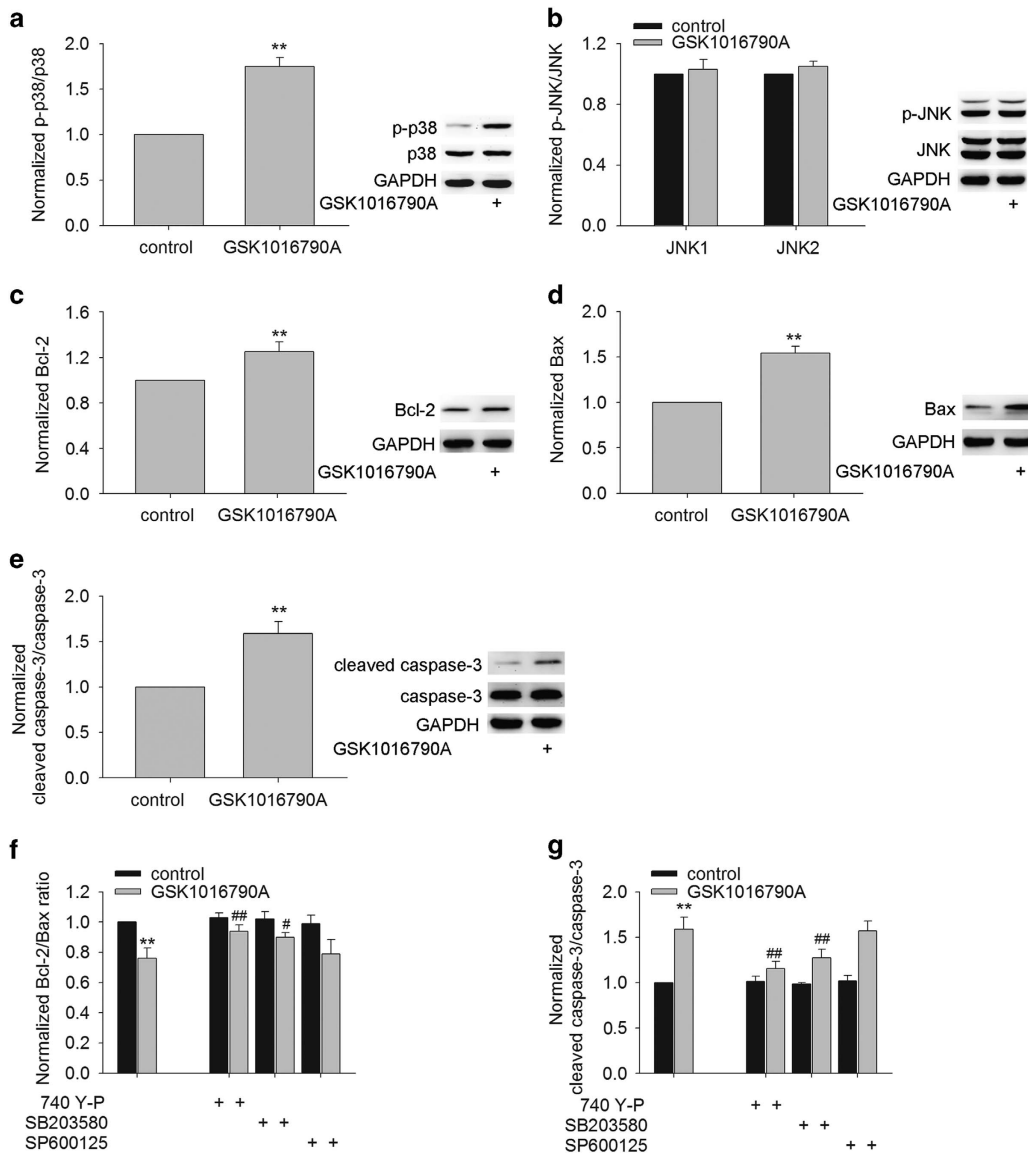 a
Normalized p-p38/p38
2.0
1.5
1.0
0.5
0.0
**
control
GSK1016790A
p-p38
p38
GAPDH
GSK1016790A +
b
control
GSK1016790A
Normalized p-JNK/JNK
1.2
0.9
0.6
0.3
0.0
JNK1
JNK2
p-JNK
JNK
GAPDH
GSK1016790A +
c
Normalized Bcl-2
1.6
1.2
0.8
0.4
0.0
**
control
GSK1016790A
Bcl-2
GAPDH
GSK1016790A +
d
Normalized Bax
2.0
1.5
1.0
0.5
0.0
**
control
GSK1016790A
Bax
GAPDH
GSK1016790A +
e
Normalized
cleaved caspase-3/caspase-3
2.0
1.5
1.0
0.5
0.0
**
control
GSK1016790A
cleaved caspase-3
caspase-3
GAPDH
GSK1016790A +
f
control
GSK1016790A
Normalized Bcl-2/Bax ratio
1.2
1.0
0.8
0.6
0.4
0.2
0.0
**
##
#
740 Y-P + +
SB203580 + +
SP600125 + +
g
control
GSK1016790A
Normalized
cleaved caspase-3/caspase-3
2.0
1.5
1.0
0.5
0.0
**
##
##
740 Y-P + +
SB203580 + +
SP600125 + +